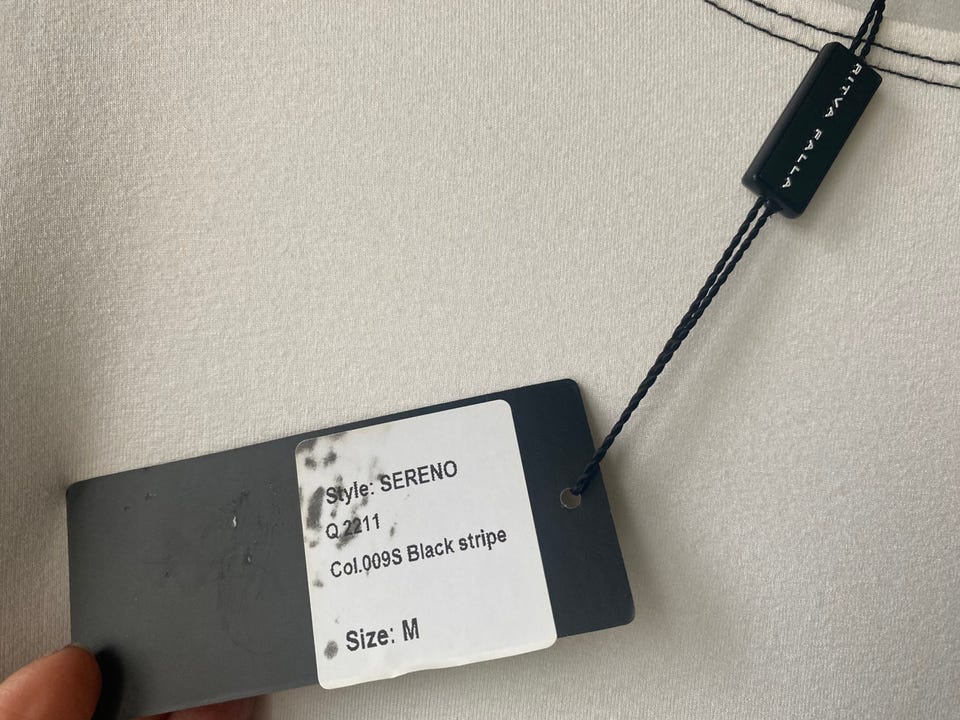 RITVA FALLA
Style: SERENO
Q 2211
Col.009S Black stripe
Size: M